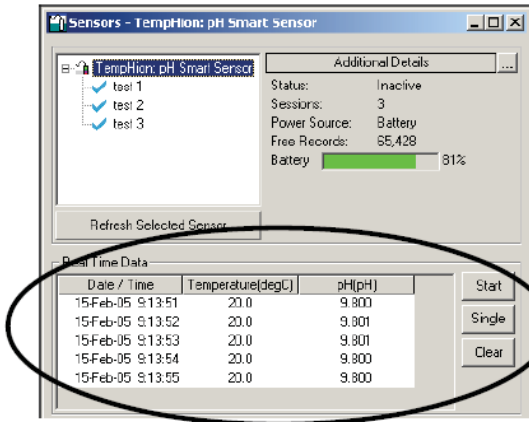 Sensors - TempHion: pH Smart Sensor
TempHion: pH Smart Sensor
test 1
test 2
test 3
Refresh Selected Sensor
Additional Details
...
Status: Inactive
Sessions: 3
Power Source: Battery
Free Records: 65,428
Battery 81%
Real Time Data
Date / Time Temperature(degC) pH(pH)
15-Feb-05 9:13:51 20.0 9.800
15-Feb-05 9:13:52 20.0 9.801
15-Feb-05 9:13:53 20.0 9.801
15-Feb-05 9:13:54 20.0 9.800
15-Feb-05 9:13:55 20.0 9.800
Start
Single
Clear